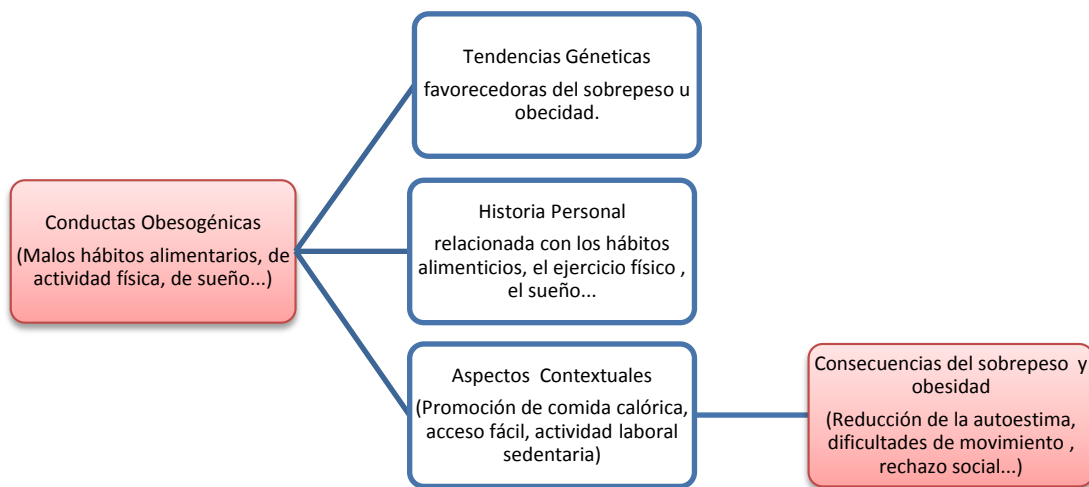 Tendencias Géneticas
favorecedoras del sobrepeso u
obecidad.
Conductas Obesogénicas
(Malos hábitos alimentarios, de
actividad física, de sueño...)
Historia Personal
relacionada con los hábitos
alimenticios, el ejercicio físico ,
el sueño...
Aspectos Contextuales
(Promoción de comida calórica,
acceso fácil, actividad laboral
sedentaria)
Consecuencias del sobrepeso y
obesidad
(Reducción de la autoestima,
dificultades de movimiento ,
rechazo social...)